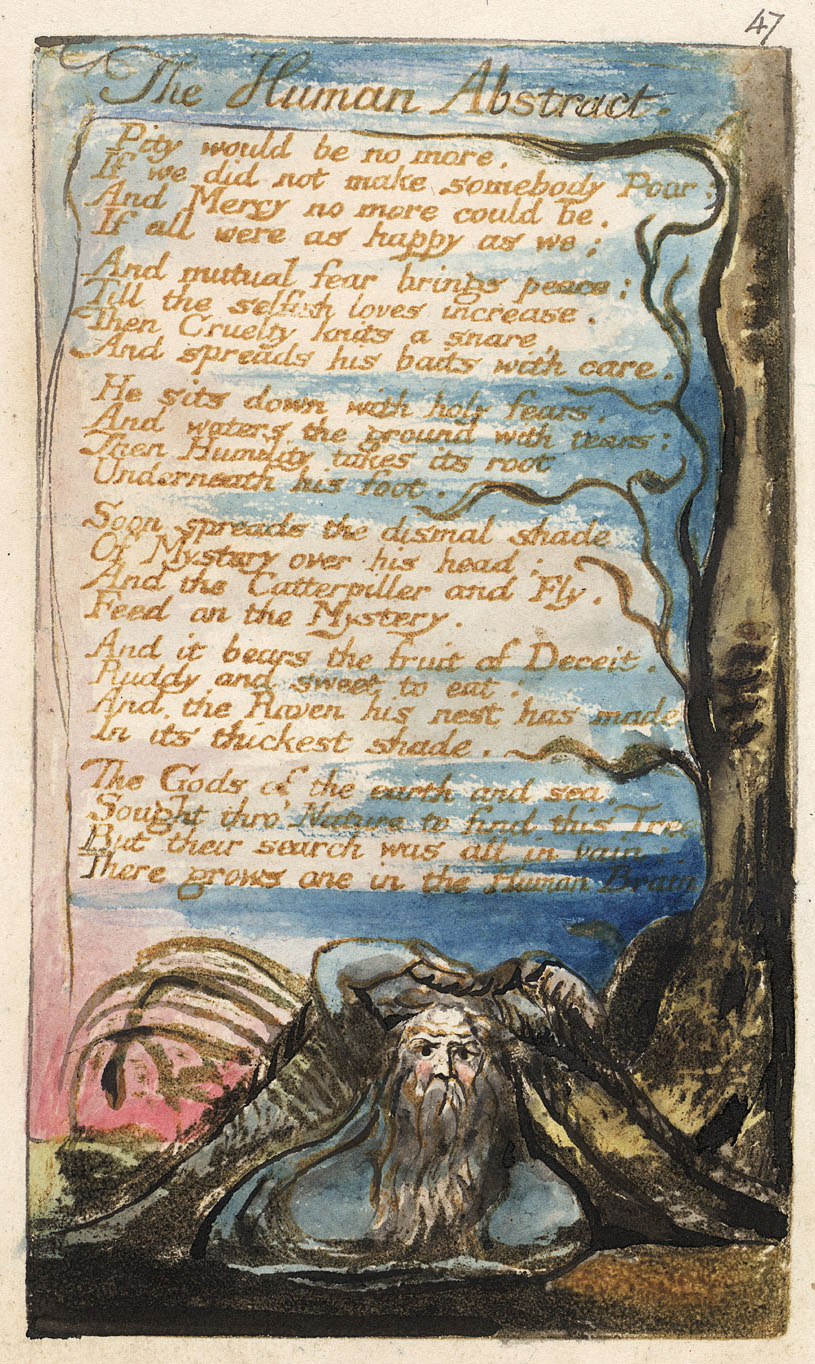 47
The Human Abstract.
Pity would be no more,
If we did not make somebody Poor:
And Mercy no more could be,
If all were as happy as we;
And mutual fear brings peace;
Till the selfish loves increase.
Then Cruelty knits a snare,
And spreads his baits with care.
He sits down with holy fears,
And waters the ground with tears:
Then Humility takes its root
Underneath his foot.
Soon spreads the dismal shade
Of Mystery over his head;
And the Catterpiller and Fly,
Feed on the Mystery.
And it bears the fruit of Deceit,
Ruddy and sweet to eat:
And the Raven his nest has made
In its thickest shade.
The Gods of the earth and sea,
Sought thro' Nature to find this Tree
But their search was all in vain:
There grows one in the Human Brain